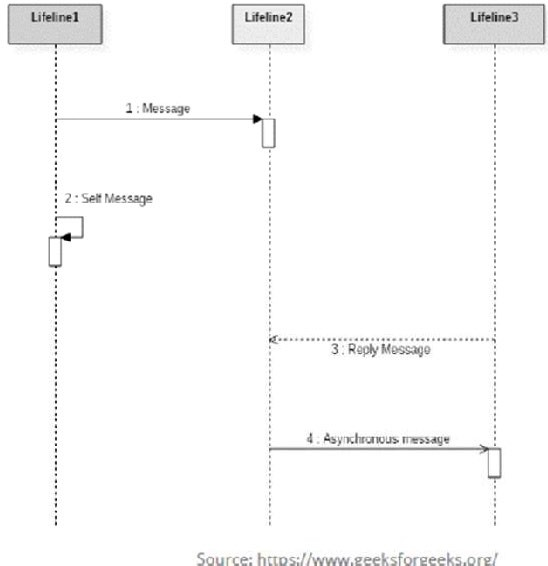 Lifeline1
Lifeline2
Lifeline3
1 : Message
2 : Self Message
3 : Reply Message
4 : Asynchronous message
Source: https://www.geeksforgeeks.org/